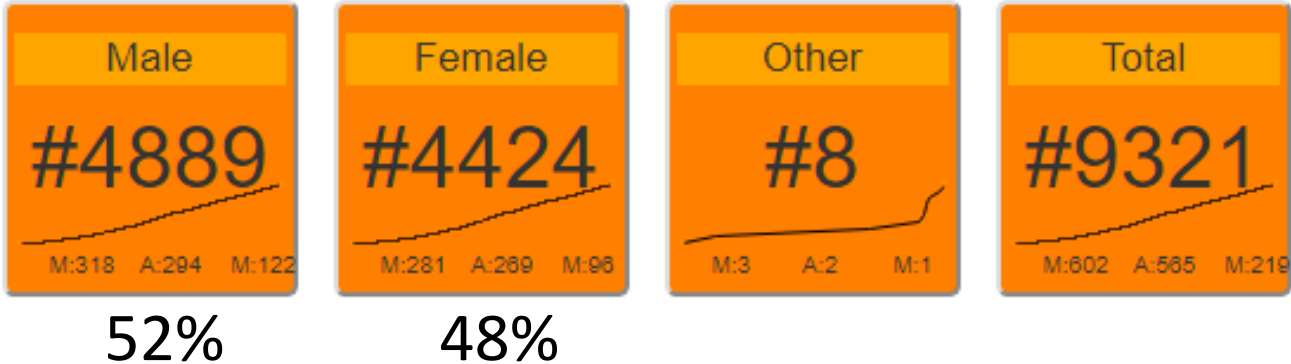 Male Female Other Total
#4889 #4424 #8 #9321
M:318 A:294 M:122 M:281 A:269 M:96 M:3 A:2 M:1 M:602 A:565 M:219
52% 48%